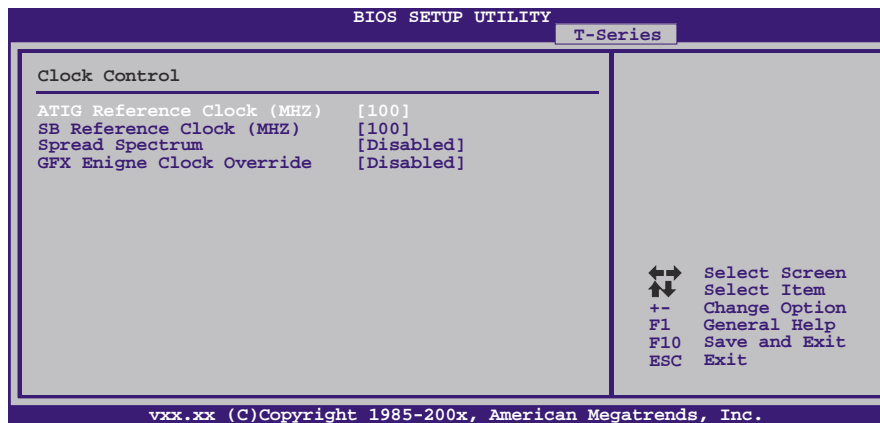 BIOS SETUP UTILITY
T-Series
Clock Control
ATIG Reference Clock (MHZ) [100]
SB Reference Clock (MHZ) [100]
Spread Spectrum [Disabled]
GFX Enigne Clock Override [Disabled]
Select Screen
Select Item
+- Change Option
F1 General Help
F10 Save and Exit
ESC Exit
vxx.xx (C)Copyright 1985-200x, American Megatrends, Inc.